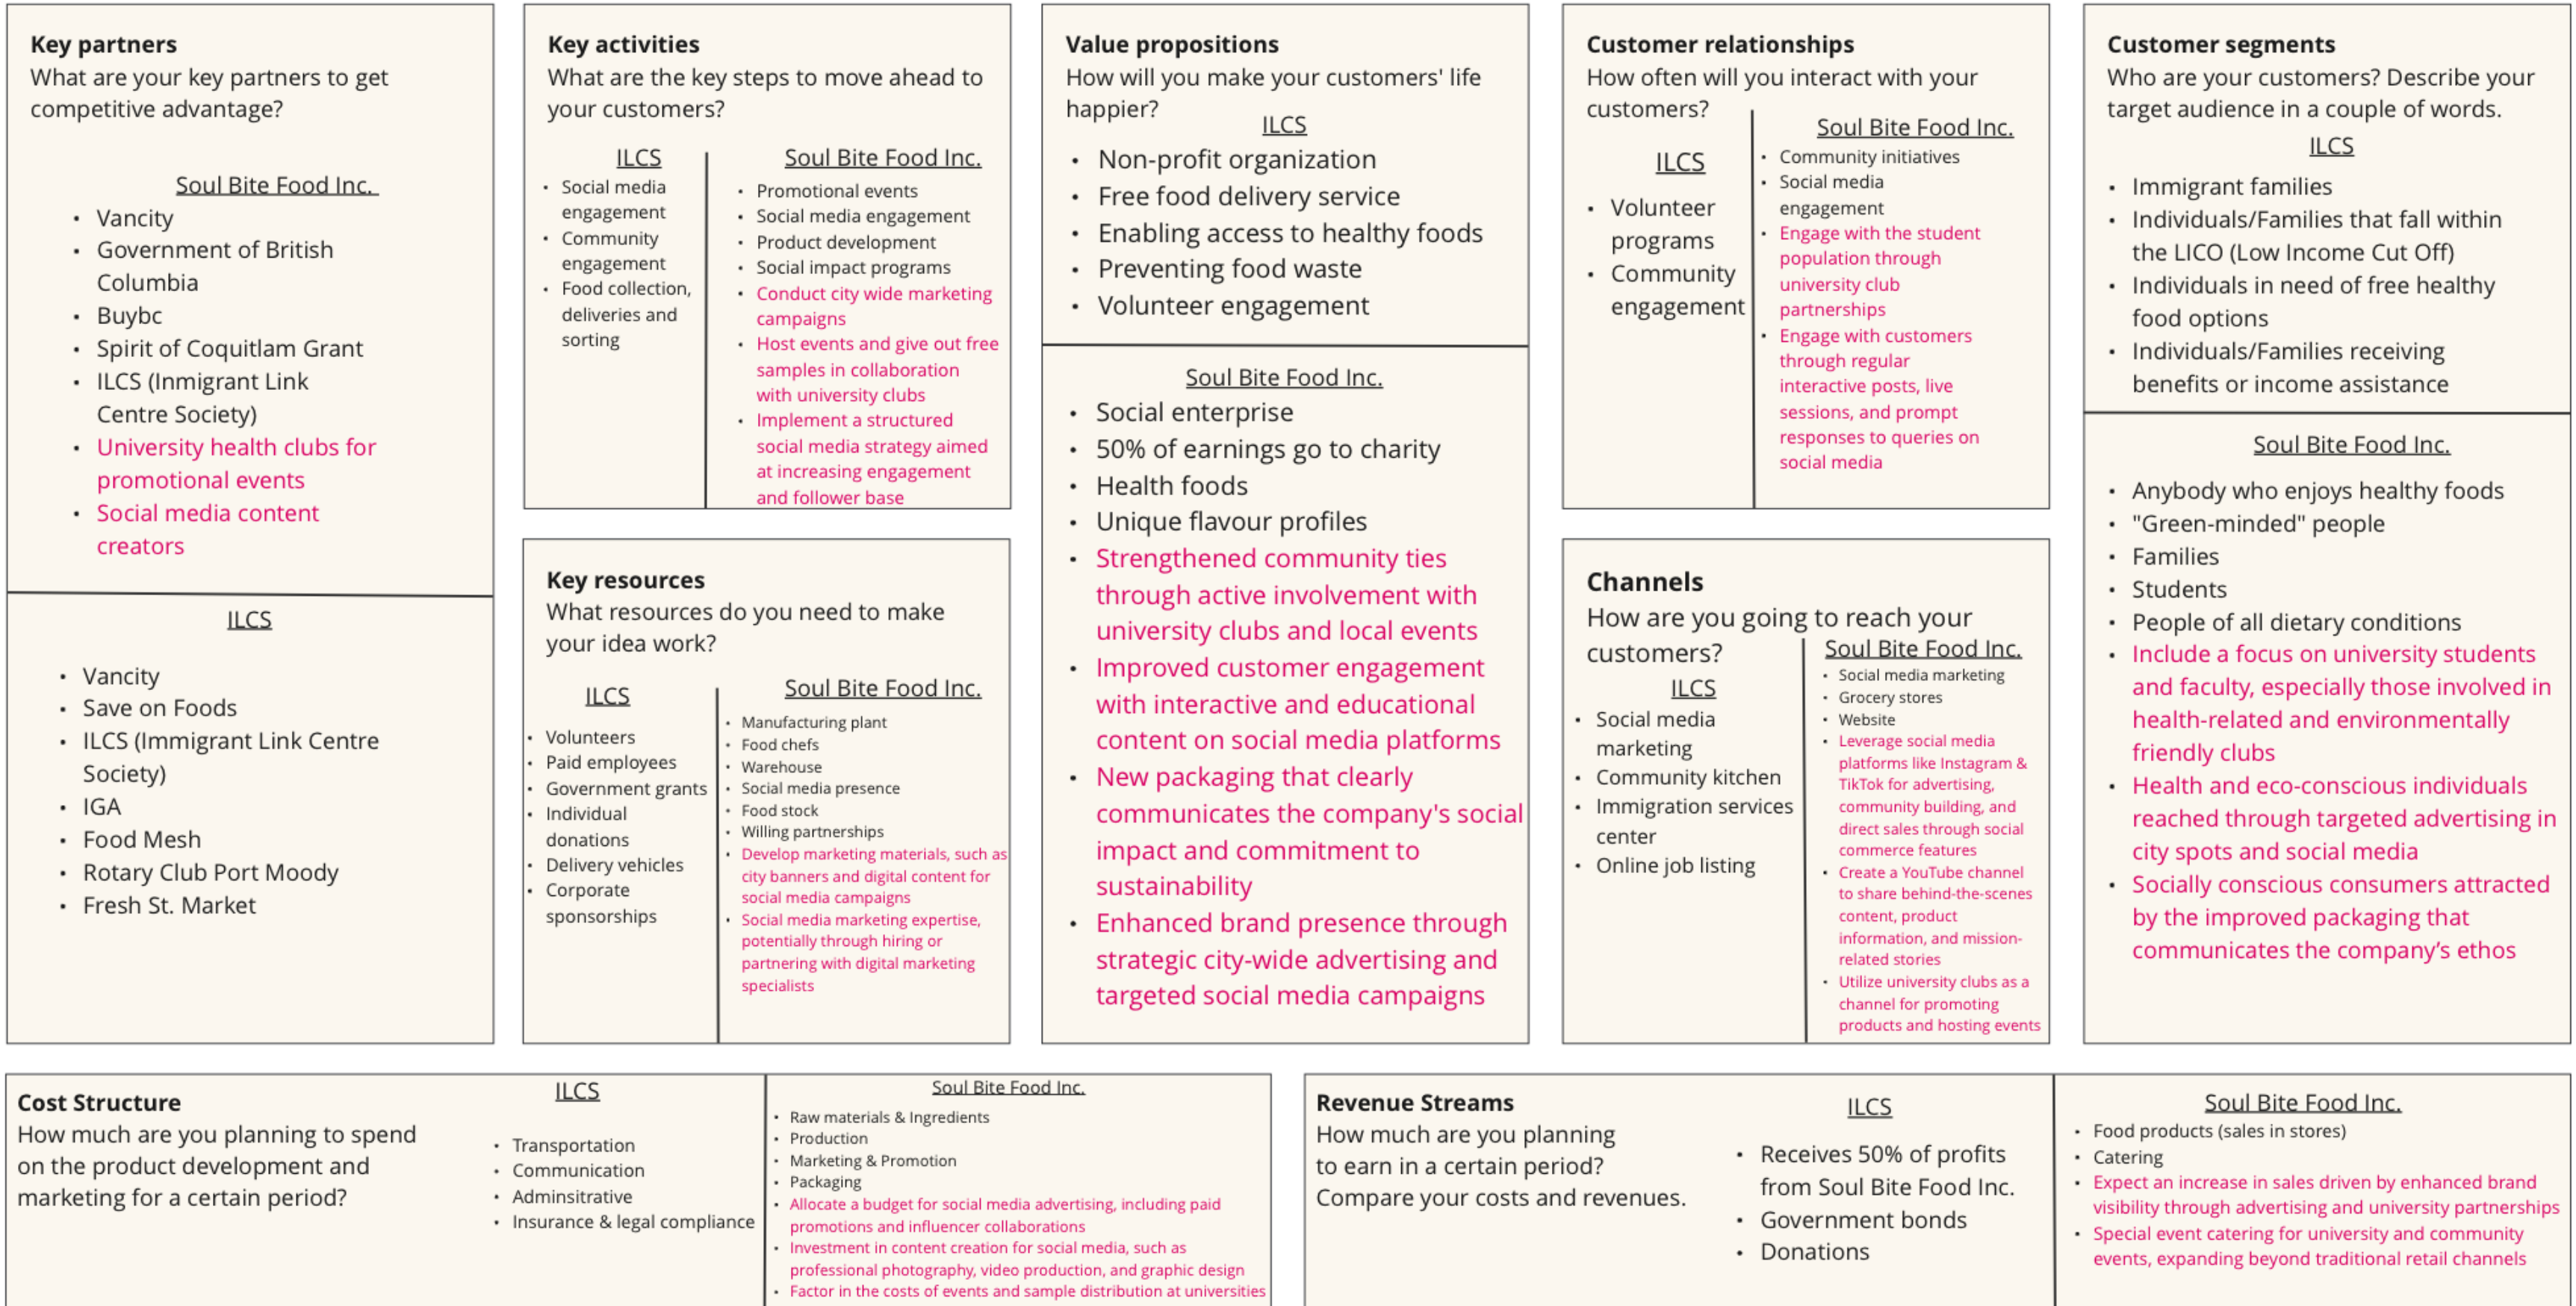 Key partners
What are your key partners to get
competitive advantage?
Soul Bite Food Inc.
• Vancity
• Government of British
Columbia
• Buybc
• Spirit of Coquitlam Grant
• ILCS (Inmigrant Link
Centre Society)
• University health clubs for
promotional events
• Social media content
creators
ILCS
• Vancity
• Save on Foods
• ILCS (Immigrant Link Centre
Society)
• IGA
• Food Mesh
• Rotary Club Port Moody
• Fresh St. Market
Key activities
What are the key steps to move ahead to
your customers?
ILCS
• Social media
engagement
• Community
engagement
• Food collection,
deliveries and
sorting
Soul Bite Food Inc.
• Promotional events
• Social media engagement
• Product development
• Social impact programs
• Conduct city wide marketing
campaigns
• Host events and give out free
samples in collaboration
with university clubs
• Implement a structured
social media strategy aimed
at increasing engagement
and follower base
Key resources
What resources do you need to make
your idea work?
ILCS
• Volunteers
• Paid employees
• Government grants
• Individual
donations
• Delivery vehicles
• Corporate
sponsorships
Soul Bite Food Inc.
• Manufacturing plant
• Food chefs
• Warehouse
• Social media presence
• Food stock
• Willing partnerships
• Develop marketing materials, such as
city banners and digital content for
social media campaigns
• Social media marketing expertise,
potentially through hiring or
partnering with digital marketing
specialists
Value propositions
How will you make your customers' life
happier?
ILCS
• Non-profit organization
• Free food delivery service
• Enabling access to healthy foods
• Preventing food waste
• Volunteer engagement
Soul Bite Food Inc.
• Social enterprise
• 50% of earnings go to charity
• Health foods
• Unique flavour profiles
• Strengthened community ties
through active involvement with
university clubs and local events
• Improved customer engagement
with interactive and educational
content on social media platforms
• New packaging that clearly
communicates the company's social
impact and commitment to
sustainability
• Enhanced brand presence through
strategic city-wide advertising and
targeted social media campaigns
Customer relationships
How often will you interact with your
customers?
ILCS
• Volunteer
programs
• Community
engagement
Soul Bite Food Inc.
• Community initiatives
• Social media
engagement
• Engage with the student
population through
university club
partnerships
• Engage with customers
through regular
interactive posts, live
sessions, and prompt
responses to queries on
social media
Channels
How are you going to reach your
customers?
ILCS
• Social media
marketing
• Community kitchen
• Immigration services
center
• Online job listing
Soul Bite Food Inc.
• Social media marketing
• Grocery stores
• Website
• Leverage social media
platforms like Instagram &
TikTok for advertising,
community building, and
direct sales through social
commerce features
• Create a YouTube channel
to share behind-the-scenes
content, product
information, and mission-
related stories
• Utilize university clubs as a
channel for promoting
products and hosting events
Customer segments
Who are your customers? Describe your
target audience in a couple of words.
ILCS
• Immigrant families
• Individuals/Families that fall within
the LICO (Low Income Cut Off)
• Individuals in need of free healthy
food options
• Individuals/Families receiving
benefits or income assistance
Soul Bite Food Inc.
• Anybody who enjoys healthy foods
• "Green-minded" people
• Families
• Students
• People of all dietary conditions
• Include a focus on university students
and faculty, especially those involved in
health-related and environmentally
friendly clubs
• Health and eco-conscious individuals
reached through targeted advertising in
city spots and social media
• Socially conscious consumers attracted
by the improved packaging that
communicates the company’s ethos
Cost Structure
How much are you planning to spend
on the product development and
marketing for a certain period?
ILCS
• Transportation
• Communication
• Adminsitrative
• Insurance & legal compliance
Soul Bite Food Inc.
• Raw materials & Ingredients
• Production
• Marketing & Promotion
• Packaging
• Allocate a budget for social media advertising, including paid
promotions and influencer collaborations
• Investment in content creation for social media, such as
professional photography, video production, and graphic design
• Factor in the costs of events and sample distribution at universities
Revenue Streams
How much are you planning
to earn in a certain period?
Compare your costs and revenues.
ILCS
• Receives 50% of profits
from Soul Bite Food Inc.
• Government bonds
• Donations
Soul Bite Food Inc.
• Food products (sales in stores)
• Catering
• Expect an increase in sales driven by enhanced brand
visibility through advertising and university partnerships
• Special event catering for university and community
events, expanding beyond traditional retail channels